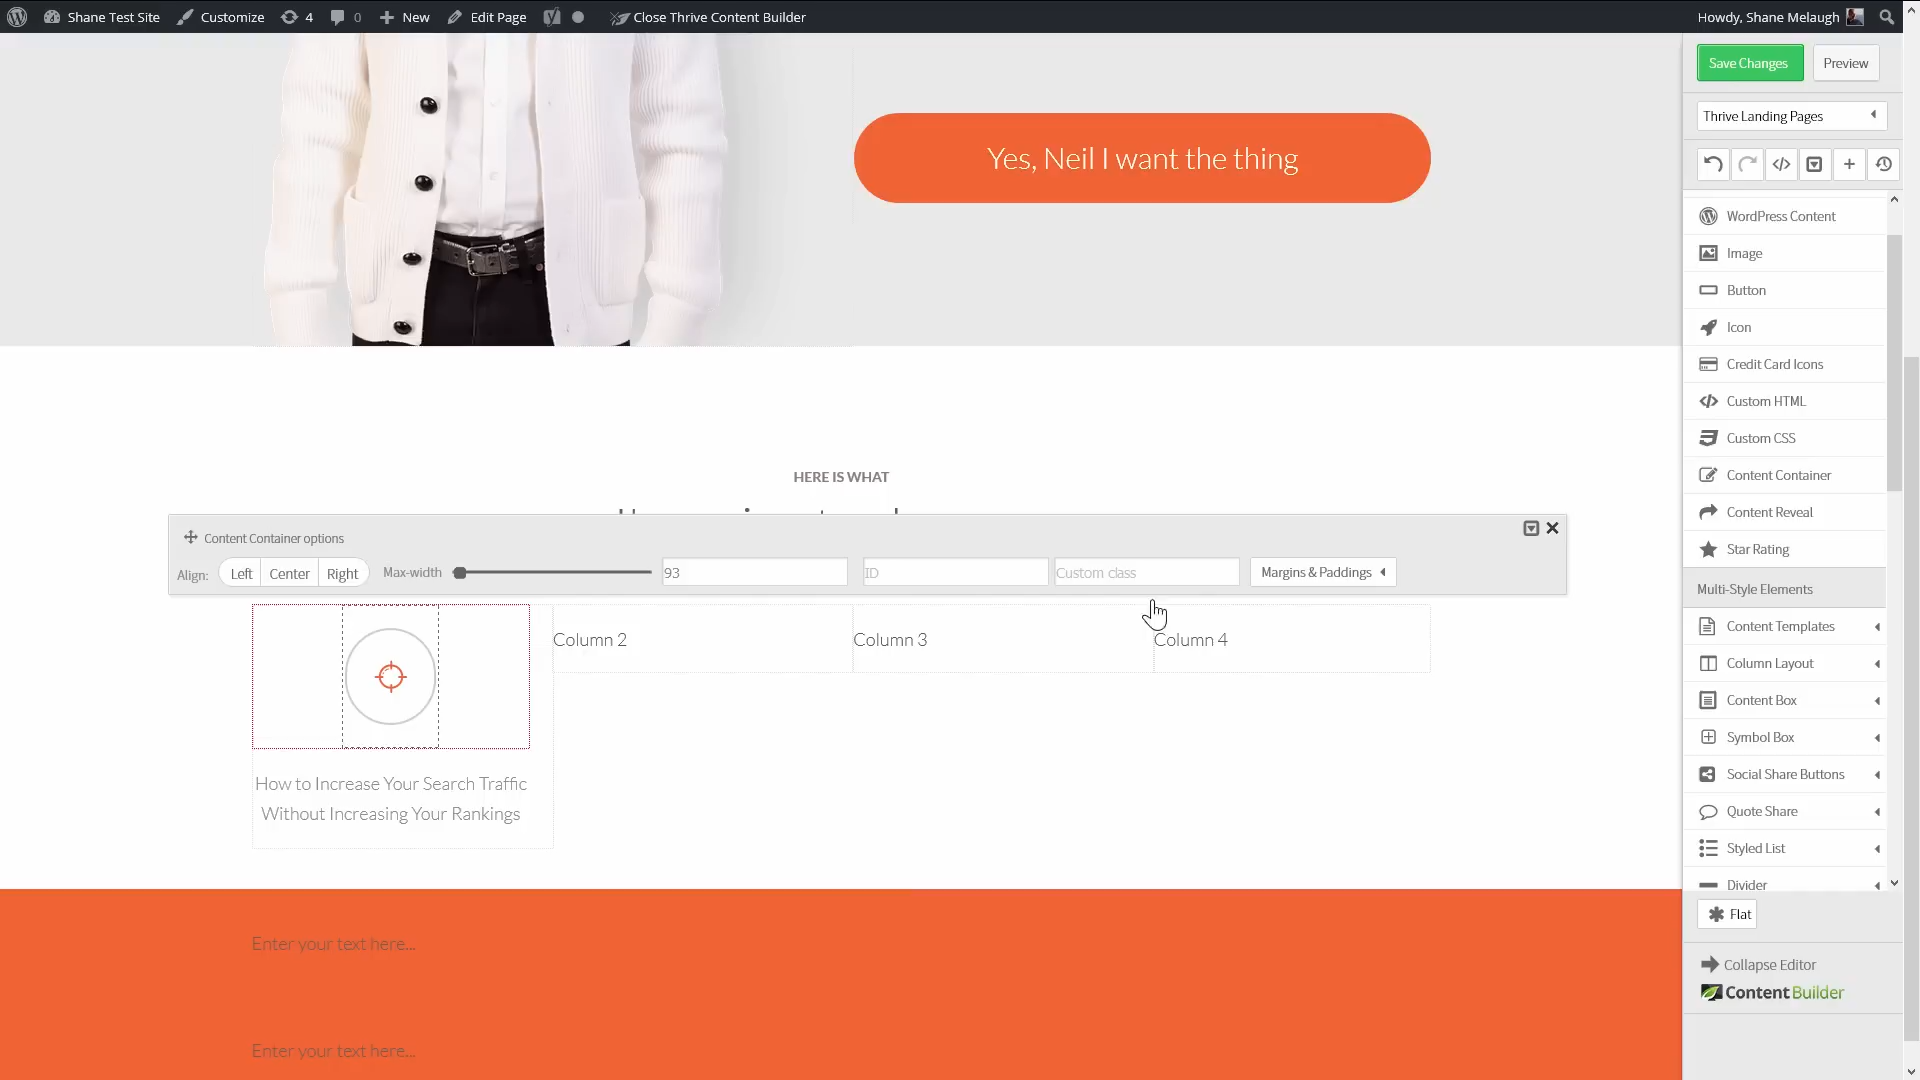 Shane Test Site Customize 4 0 New Edit Page Close Thrive Content Builder Howdy, Shane Melaugh
Save Changes Preview
Thrive Landing Pages
Yes, Neil I want the thing
WordPress Content
Image
Button
Icon
Credit Card Icons
Custom HTML
Custom CSS
Content Container
Content Reveal
Star Rating
Multi-Style Elements
Content Templates
Column Layout
Content Box
Symbol Box
Social Share Buttons
Quote Share
Styled List
Divider
Flat
Collapse Editor
Content Builder
HERE IS WHAT
Content Container options
Align: Left Center Right Max-width 93 ID Custom class Margins & Paddings
Column 2 Column 3 Column 4
How to Increase Your Search Traffic
Without Increasing Your Rankings
Enter your text here...
Enter your text here...